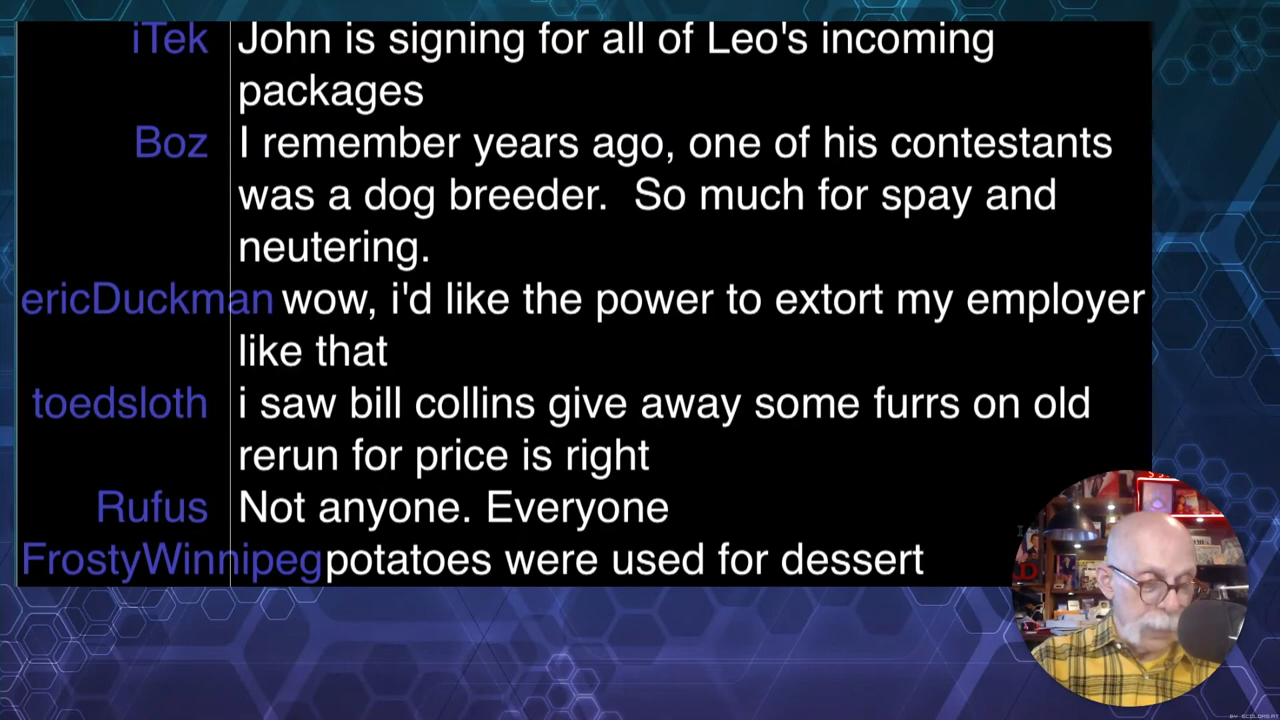 iTek John is signing for all of Leo's incoming
packages
Boz I remember years ago, one of his contestants
was a dog breeder.  So much for spay and
neutering.
ericDuckman wow, i'd like the power to extort my employer
like that
toedsloth i saw bill collins give away some furrs on old
rerun for price is right
Rufus Not anyone. Everyone
FrostyWinnipeg potatoes were used for dessert